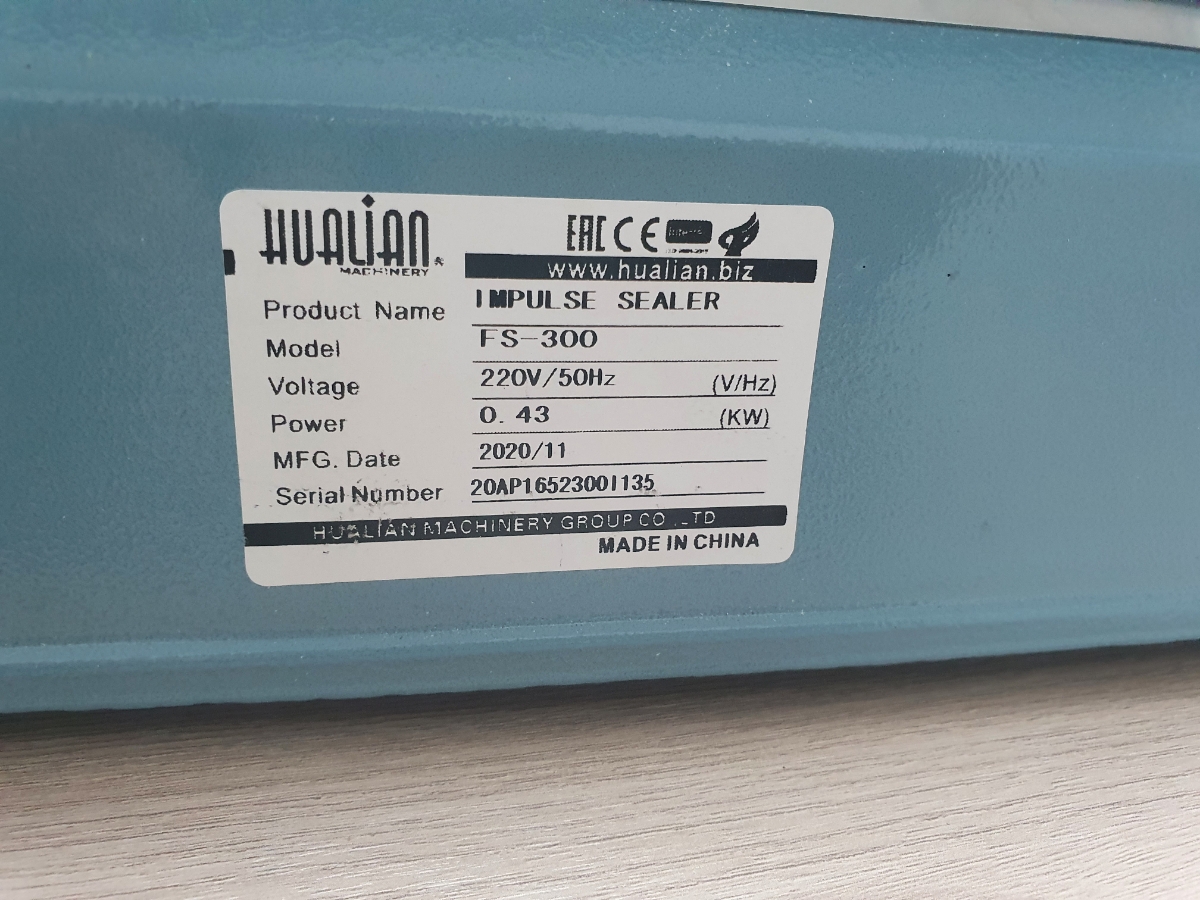 HUALiAN
MACHINERY
EAC CE
www.hualian.biz
Product Name IMPULSE SEALER
Model FS-300
Voltage 220V/50Hz (V/Hz)
Power 0.43 (KW)
MFG. Date 2020/11
Serial Number 20AP16523001135
HUALIAN MACHINERY GROUP CO.,LTD
MADE IN CHINA